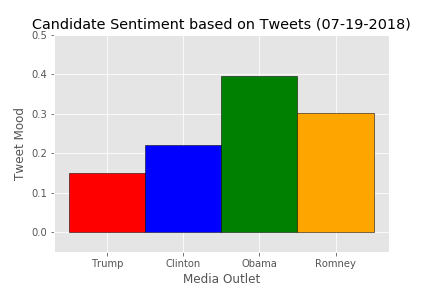 Candidate Sentiment based on Tweets (07-19-2018)
0.5
0.4
0.3
0.2
0.1
0.0
Tweet Mood
Trump Clinton Obama Romney
Media Outlet